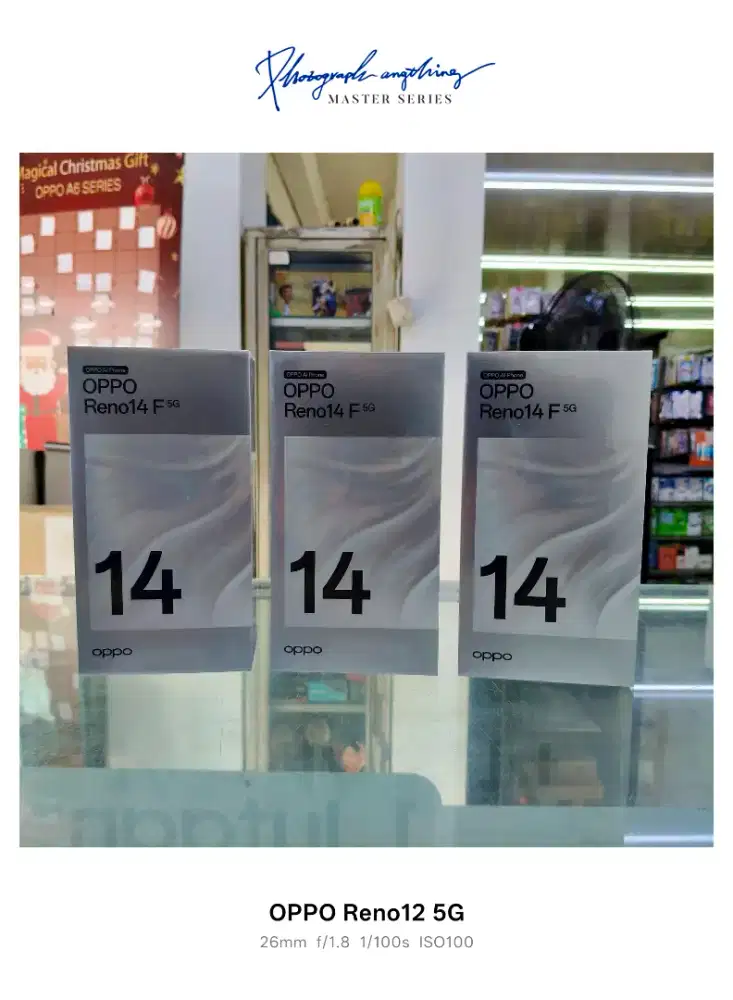 Photograph anything
MASTER SERIES
Magical Christmas Gift
OPPO A6 SERIES
OPPO AI Phone
OPPO
Reno14 F 5G
14
oppo
OPPO AI Phone
OPPO
Reno14 F 5G
14
oppo
OPPO AI Phone
OPPO
Reno14 F 5G
14
oppo
OPPO Reno12 5G
26mm f/1.8 1/100s ISO100